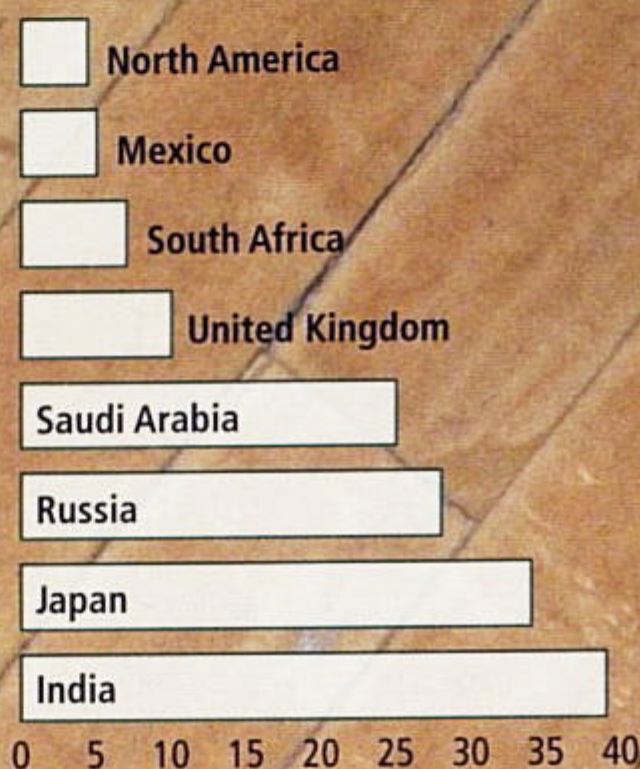 North America
Mexico
South Africa
United Kingdom
Saudi Arabia
Russia
Japan
India
0 5 10 15 20 25 30 35 40